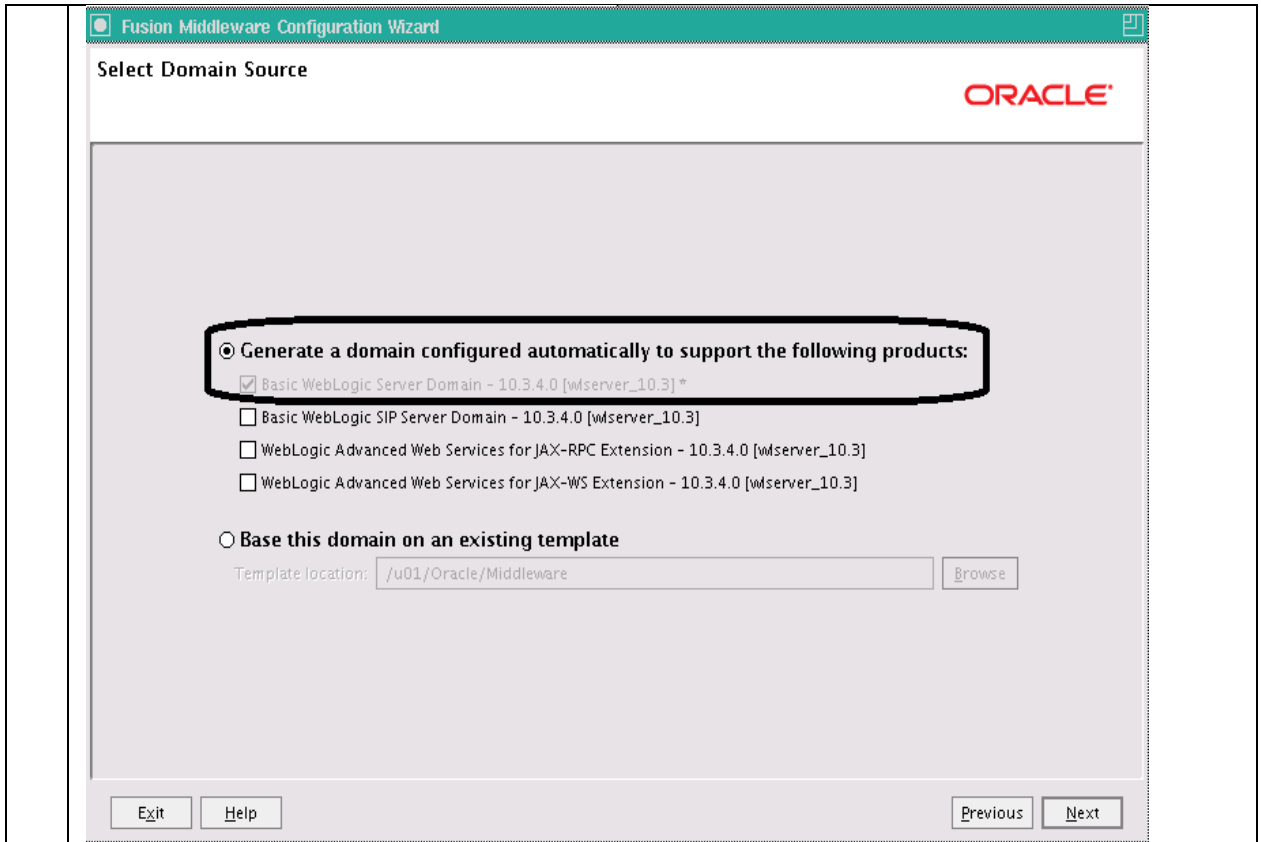 Fusion Middleware Configuration Wizard
Select Domain Source
ORACLE
Generate a domain configured automatically to support the following products:
Basic WebLogic Server Domain - 10.3.4.0 [wlserver_10.3] *
Basic WebLogic SIP Server Domain - 10.3.4.0 [wlserver_10.3]
WebLogic Advanced Web Services for JAX-RPC Extension - 10.3.4.0 [wlserver_10.3]
WebLogic Advanced Web Services for JAX-WS Extension - 10.3.4.0 [wlserver_10.3]
Base this domain on an existing template
Template location: /u01/Oracle/Middleware Browse
Exit Help Previous Next